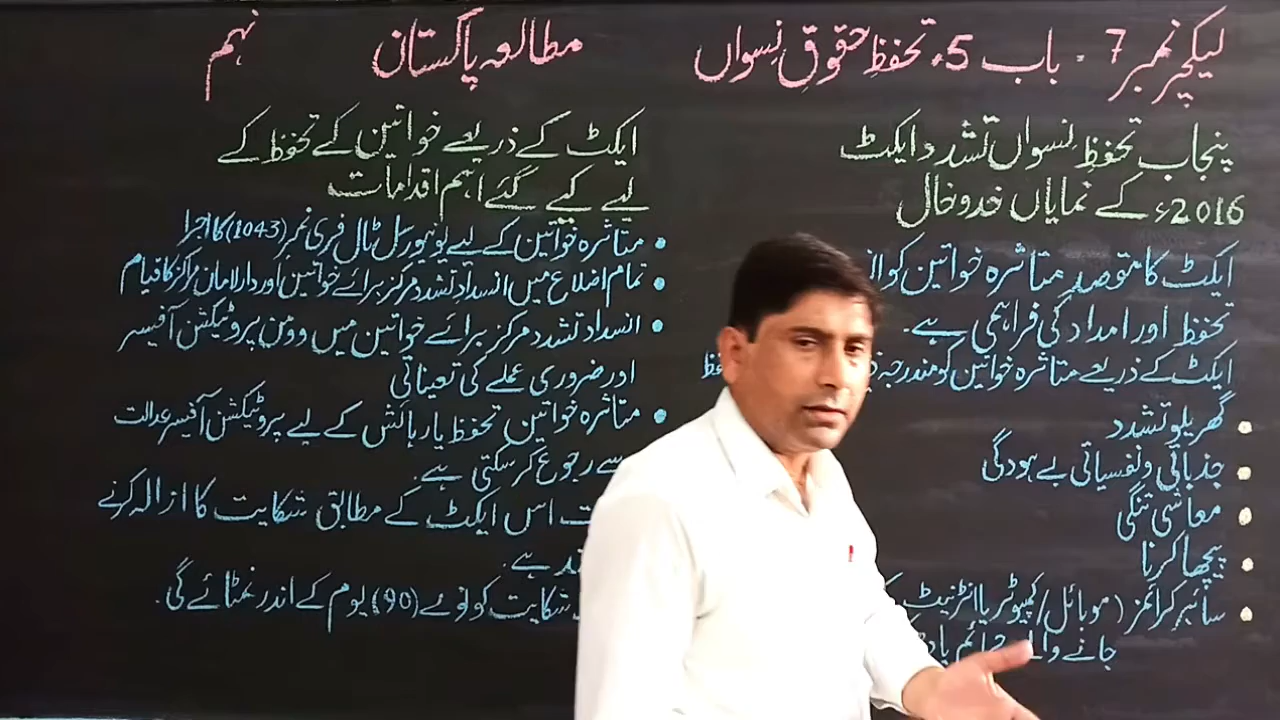 لیکچر نمبر 7 - باب 5، تحفظِ حقوقِ نِسواں مطالعہ پاکستان نہم
پنجاب تحفظِ نسواں تشدد ایکٹ
2016ء کے نمایاں خدوخال
ایکٹ کا مقصد متاثرہ خواتین کو
تحفظ اور امداد کی فراہمی ہے۔
ایکٹ کے ذریعے متاثرہ خواتین کو مندرجہ
• گھریلو تشدد
• جذباتی و نفسیاتی بے ہودگی
• معاشی تنگی
• پیچھا کرنا
• سائبر کرائمز (موبائل/کمپیوٹر یا انٹرنیٹ
جانے والے جرائم
ایکٹ کے ذریعے خواتین کے تحفظ کے
لیے کیے گئے اہم اقدامات
• متاثرہ خواتین کے لیے یونیورسل ٹال فری نمبر (1043) کا اجرا
• تمام اضلاع میں انسدادِ تشدد مرکز برائے خواتین اور دارلامان مراکز کا قیام
• انسدادِ تشدد مرکز برائے خواتین میں وومن پروٹیکشن آفیسر
اور ضروری عملے کی تعیناتی
• متاثرہ خواتین تحفظ یا رہائش کے لیے پروٹیکشن آفیسر عدالت
سے رجوع کر سکتی ہے۔
اس ایکٹ کے مطابق شکایت کا ازالہ کرنے
ہے۔
شکایت کو نوے (90) یوم کے اندر نمٹائے گی۔